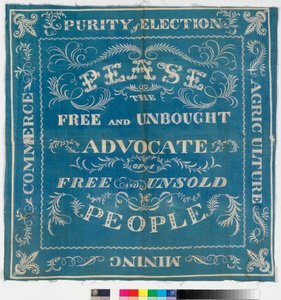 PURITY of ELECTION
PEASE
THE
FREE AND UNBOUGHT
ADVOCATE
OF A
FREE and UNSOLD
PEOPLE
COMMERCE
AGRICULTURE
MINING